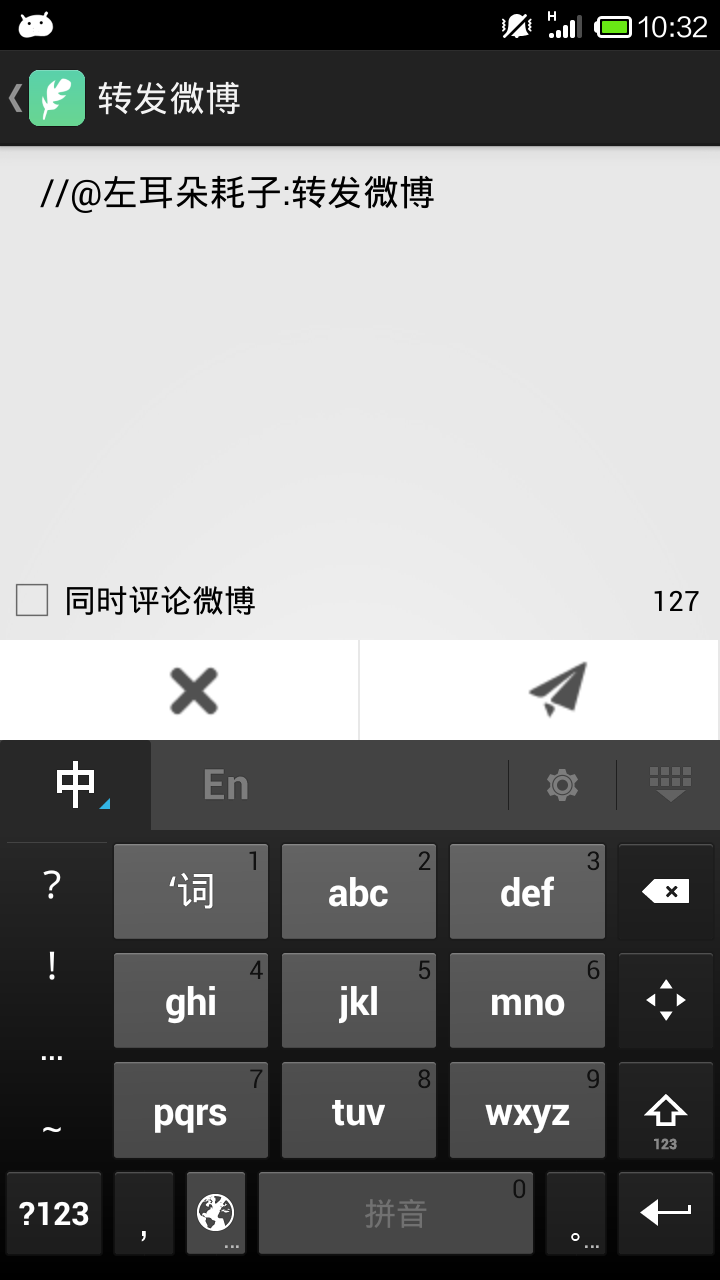 H 10:32
转发微博
//@左耳朵耗子:转发微博
同时评论微博 127
中 En
? ‘词 1 abc 2 def 3
! ghi 4 jkl 5 mno 6
... pqrs 7 tuv 8 wxyz 9
~ 123
?123 , ... 拼音 0 。...